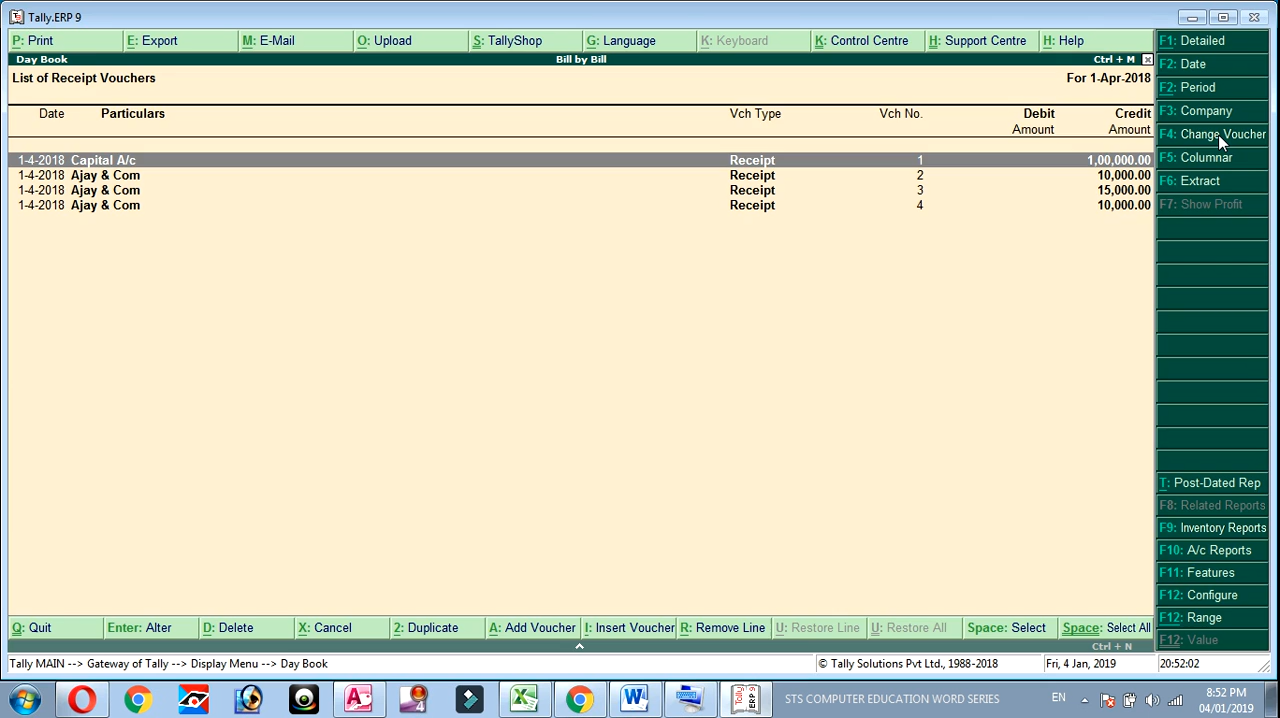 Tally.ERP 9
P: Print E: Export M: E-Mail O: Upload S: TallyShop G: Language K: Keyboard K: Control Centre H: Support Centre H: Help
Day Book Bill by Bill Ctrl + M
List of Receipt Vouchers For 1-Apr-2018
Date Particulars Vch Type Vch No. Debit Credit
Amount Amount
1-4-2018 Capital A/c Receipt 1 1,00,000.00
1-4-2018 Ajay & Com Receipt 2 10,000.00
1-4-2018 Ajay & Com Receipt 3 15,000.00
1-4-2018 Ajay & Com Receipt 4 10,000.00
F1: Detailed
F2: Date
F2: Period
F3: Company
F4: Change Voucher
F5: Columnar
F6: Extract
F7: Show Profit
T: Post-Dated Rep
F8: Related Reports
F9: Inventory Reports
F10: A/c Reports
F11: Features
F12: Configure
F12: Range
F12: Value
Q: Quit Enter: Alter D: Delete X: Cancel 2: Duplicate A: Add Voucher I: Insert Voucher R: Remove Line U: Restore Line U: Restore All Space: Select Space: Select All
Ctrl + N
Tally MAIN --> Gateway of Tally --> Display Menu --> Day Book © Tally Solutions Pvt Ltd., 1988-2018 Fri, 4 Jan, 2019 20:52:02
STS COMPUTER EDUCATION WORD SERIES EN 8:52 PM
04/01/2019